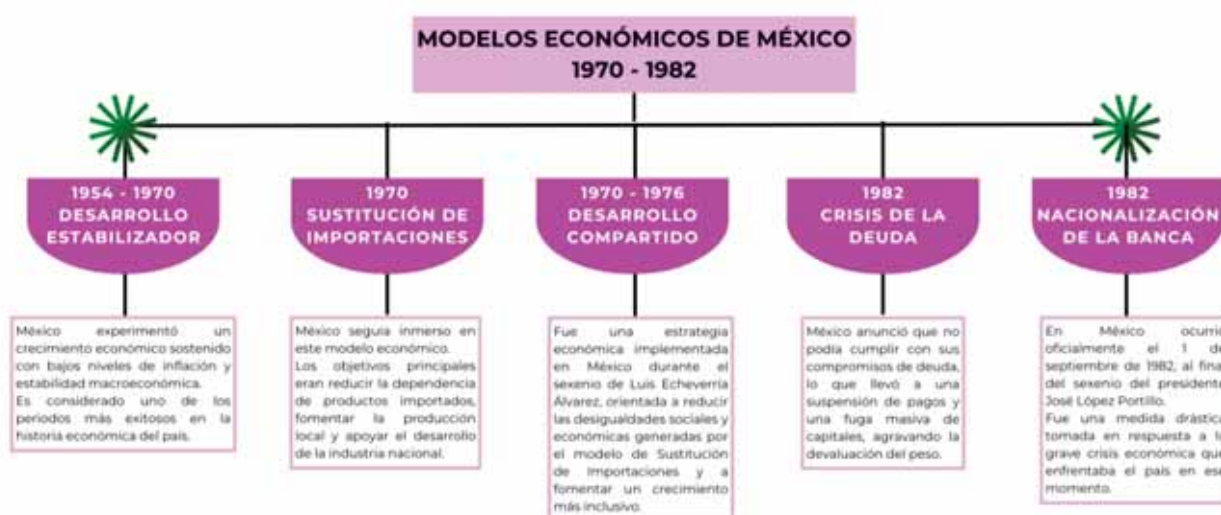 MODELOS ECONÓMICOS DE MÉXICO
1970 - 1982
1954 - 1970
DESARROLLO
ESTABILIZADOR
México experimentó un
crecimiento económico sostenido
con bajos niveles de inflación y
estabilidad macroeconómica.
Es considerado uno de los
periodos más exitosos en la
historia económica del país.
1970
SUSTITUCIÓN DE
IMPORTACIONES
México seguía inmerso en
este modelo económico.
Los objetivos principales
eran reducir la dependencia
de productos importados,
fomentar la producción
local y apoyar el desarrollo
de la industria nacional.
1970 - 1976
DESARROLLO
COMPARTIDO
Fue una estrategia
económica implementada
en México durante el
sexenio de Luis Echeverría
Álvarez, orientada a reducir
las desigualdades sociales y
económicas generadas por
el modelo de Sustitución
de Importaciones y a
fomentar un crecimiento
más inclusivo.
1982
CRISIS DE LA
DEUDA
México anunció que no
podía cumplir con sus
compromisos de deuda,
lo que llevó a una
suspensión de pagos y
una fuga masiva de
capitales, agravando la
devaluación del peso.
1982
NACIONALIZACIÓN
DE LA BANCA
En México ocurrió
oficialmente el 1 de
septiembre de 1982, al final
del sexenio del presidente
José López Portillo.
Fue una medida drástica
tomada en respuesta a la
grave crisis económica que
enfrentaba el país en ese
momento.